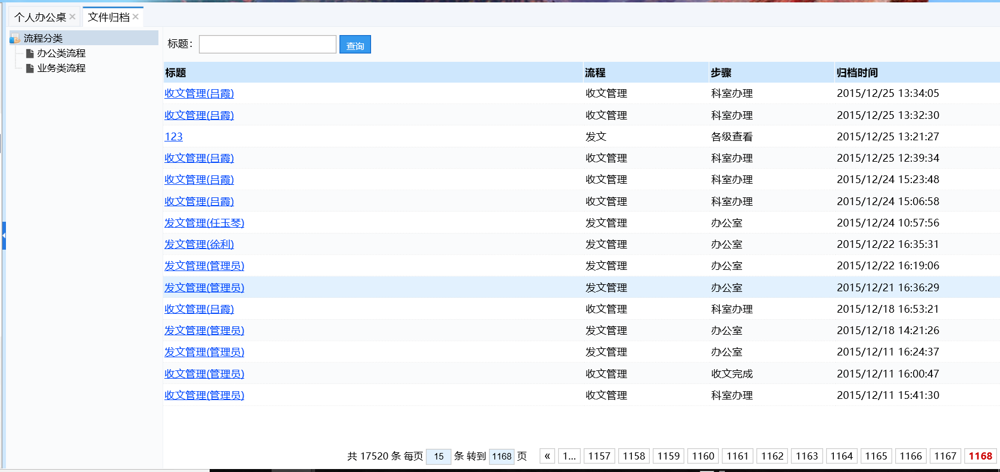 个人办公桌 × 文件归档 ×
流程分类
办公类流程
业务类流程
标题： 查询
标题 流程 步骤 归档时间
收文管理(吕霞) 收文管理 科室办理 2015/12/25 13:34:05
收文管理(吕霞) 收文管理 科室办理 2015/12/25 13:32:30
123 发文 各级查看 2015/12/25 13:21:27
收文管理(吕霞) 收文管理 科室办理 2015/12/25 12:39:34
收文管理(吕霞) 收文管理 科室办理 2015/12/24 15:23:48
收文管理(吕霞) 收文管理 科室办理 2015/12/24 15:06:58
发文管理(任玉琴) 发文管理 办公室 2015/12/24 10:57:56
发文管理(徐利) 发文管理 办公室 2015/12/22 16:35:31
发文管理(管理员) 发文管理 办公室 2015/12/22 16:19:06
发文管理(管理员) 发文管理 办公室 2015/12/21 16:36:29
收文管理(吕霞) 收文管理 科室办理 2015/12/18 16:53:21
发文管理(管理员) 发文管理 办公室 2015/12/18 14:21:26
发文管理(管理员) 发文管理 办公室 2015/12/11 16:24:37
收文管理(管理员) 收文管理 收文完成 2015/12/11 16:00:47
收文管理(管理员) 收文管理 科室办理 2015/12/11 15:41:30
共 17520 条 每页 15 条 转到 1168 页 « 1... 1157 1158 1159 1160 1161 1162 1163 1164 1165 1166 1167 1168